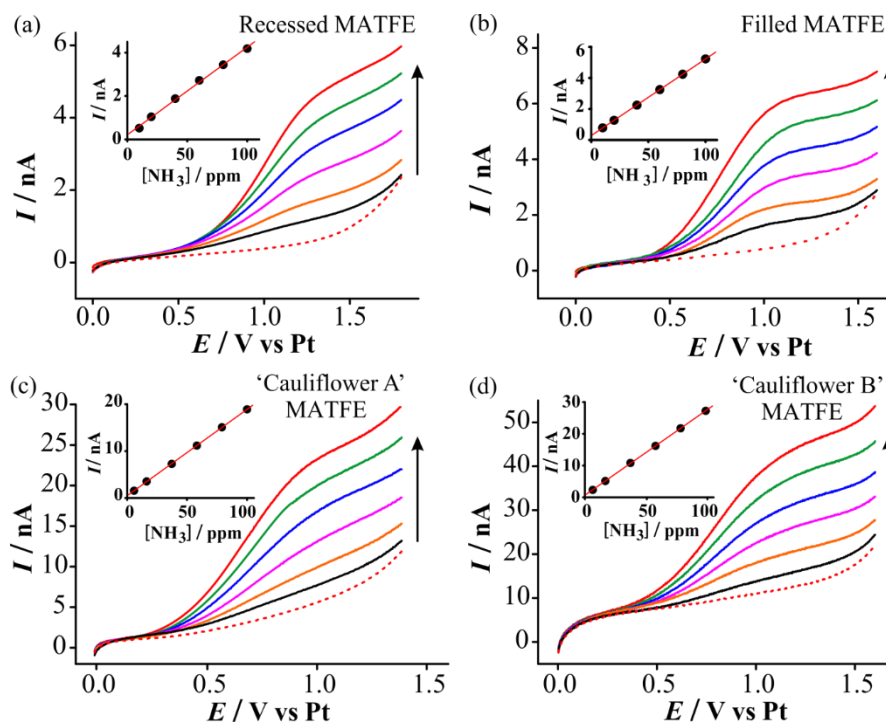 (a)
Recessed MATFE
6
4
2
0
I / nA
0.0 0.5 1.0 1.5
E / V vs Pt
4
2
0
I / nA
0 50 100
[NH3] / ppm
(b)
Filled MATFE
8
6
4
2
0
I / nA
0.0 0.5 1.0 1.5
E / V vs Pt
6
4
2
0
I / nA
0 50 100
[NH3] / ppm
(c)
'Cauliflower A'
MATFE
30
25
20
15
10
5
0
I / nA
0.0 0.5 1.0 1.5
E / V vs Pt
20
10
0
I / nA
0 50 100
[NH3] / ppm
(d)
'Cauliflower B'
MATFE
50
40
30
20
10
0
I / nA
0.0 0.5 1.0 1.5
E / V vs Pt
30
20
10
0
I / nA
0 50 100
[NH3] / ppm